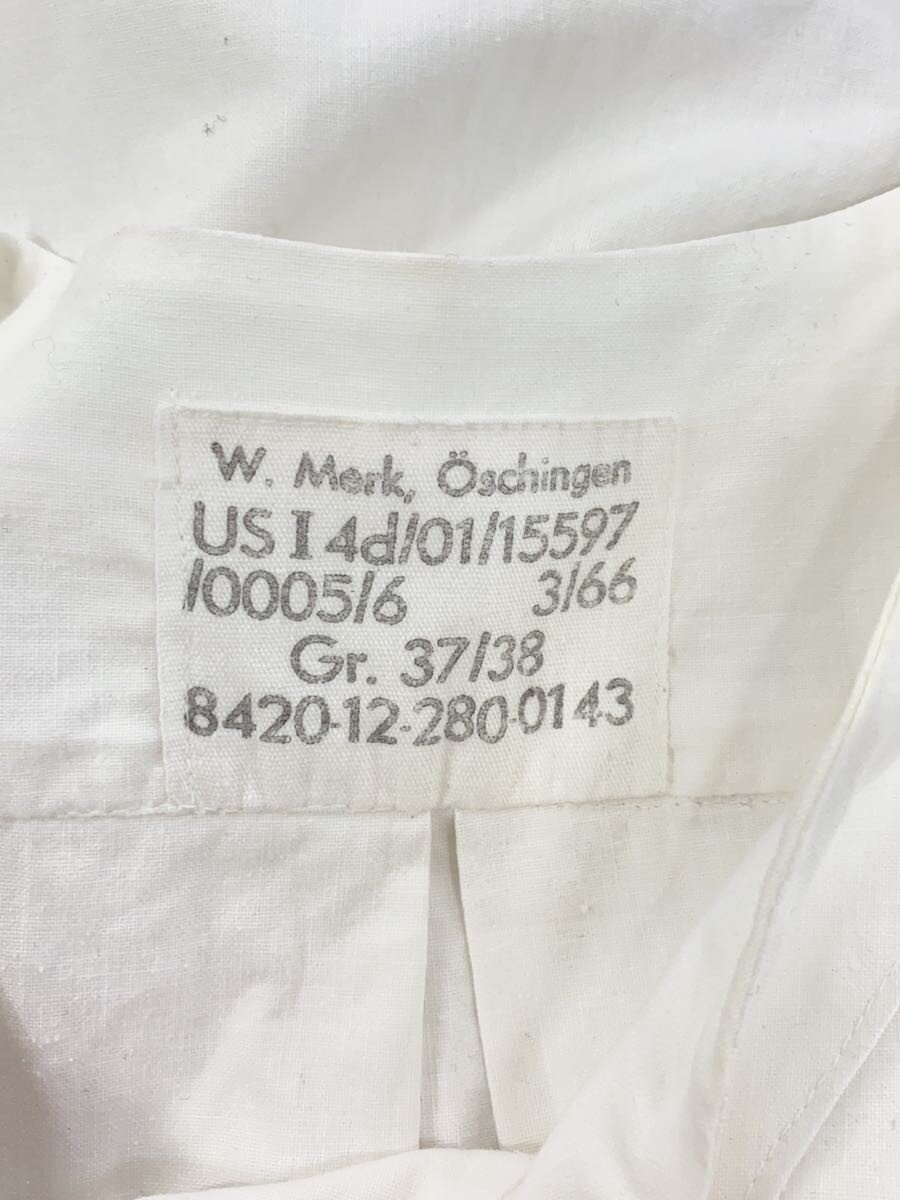 W. Merk, Öschingen
US I 4d/01/15597
/0005/6 3/66
Gr. 37/38
8420-12-280-0143